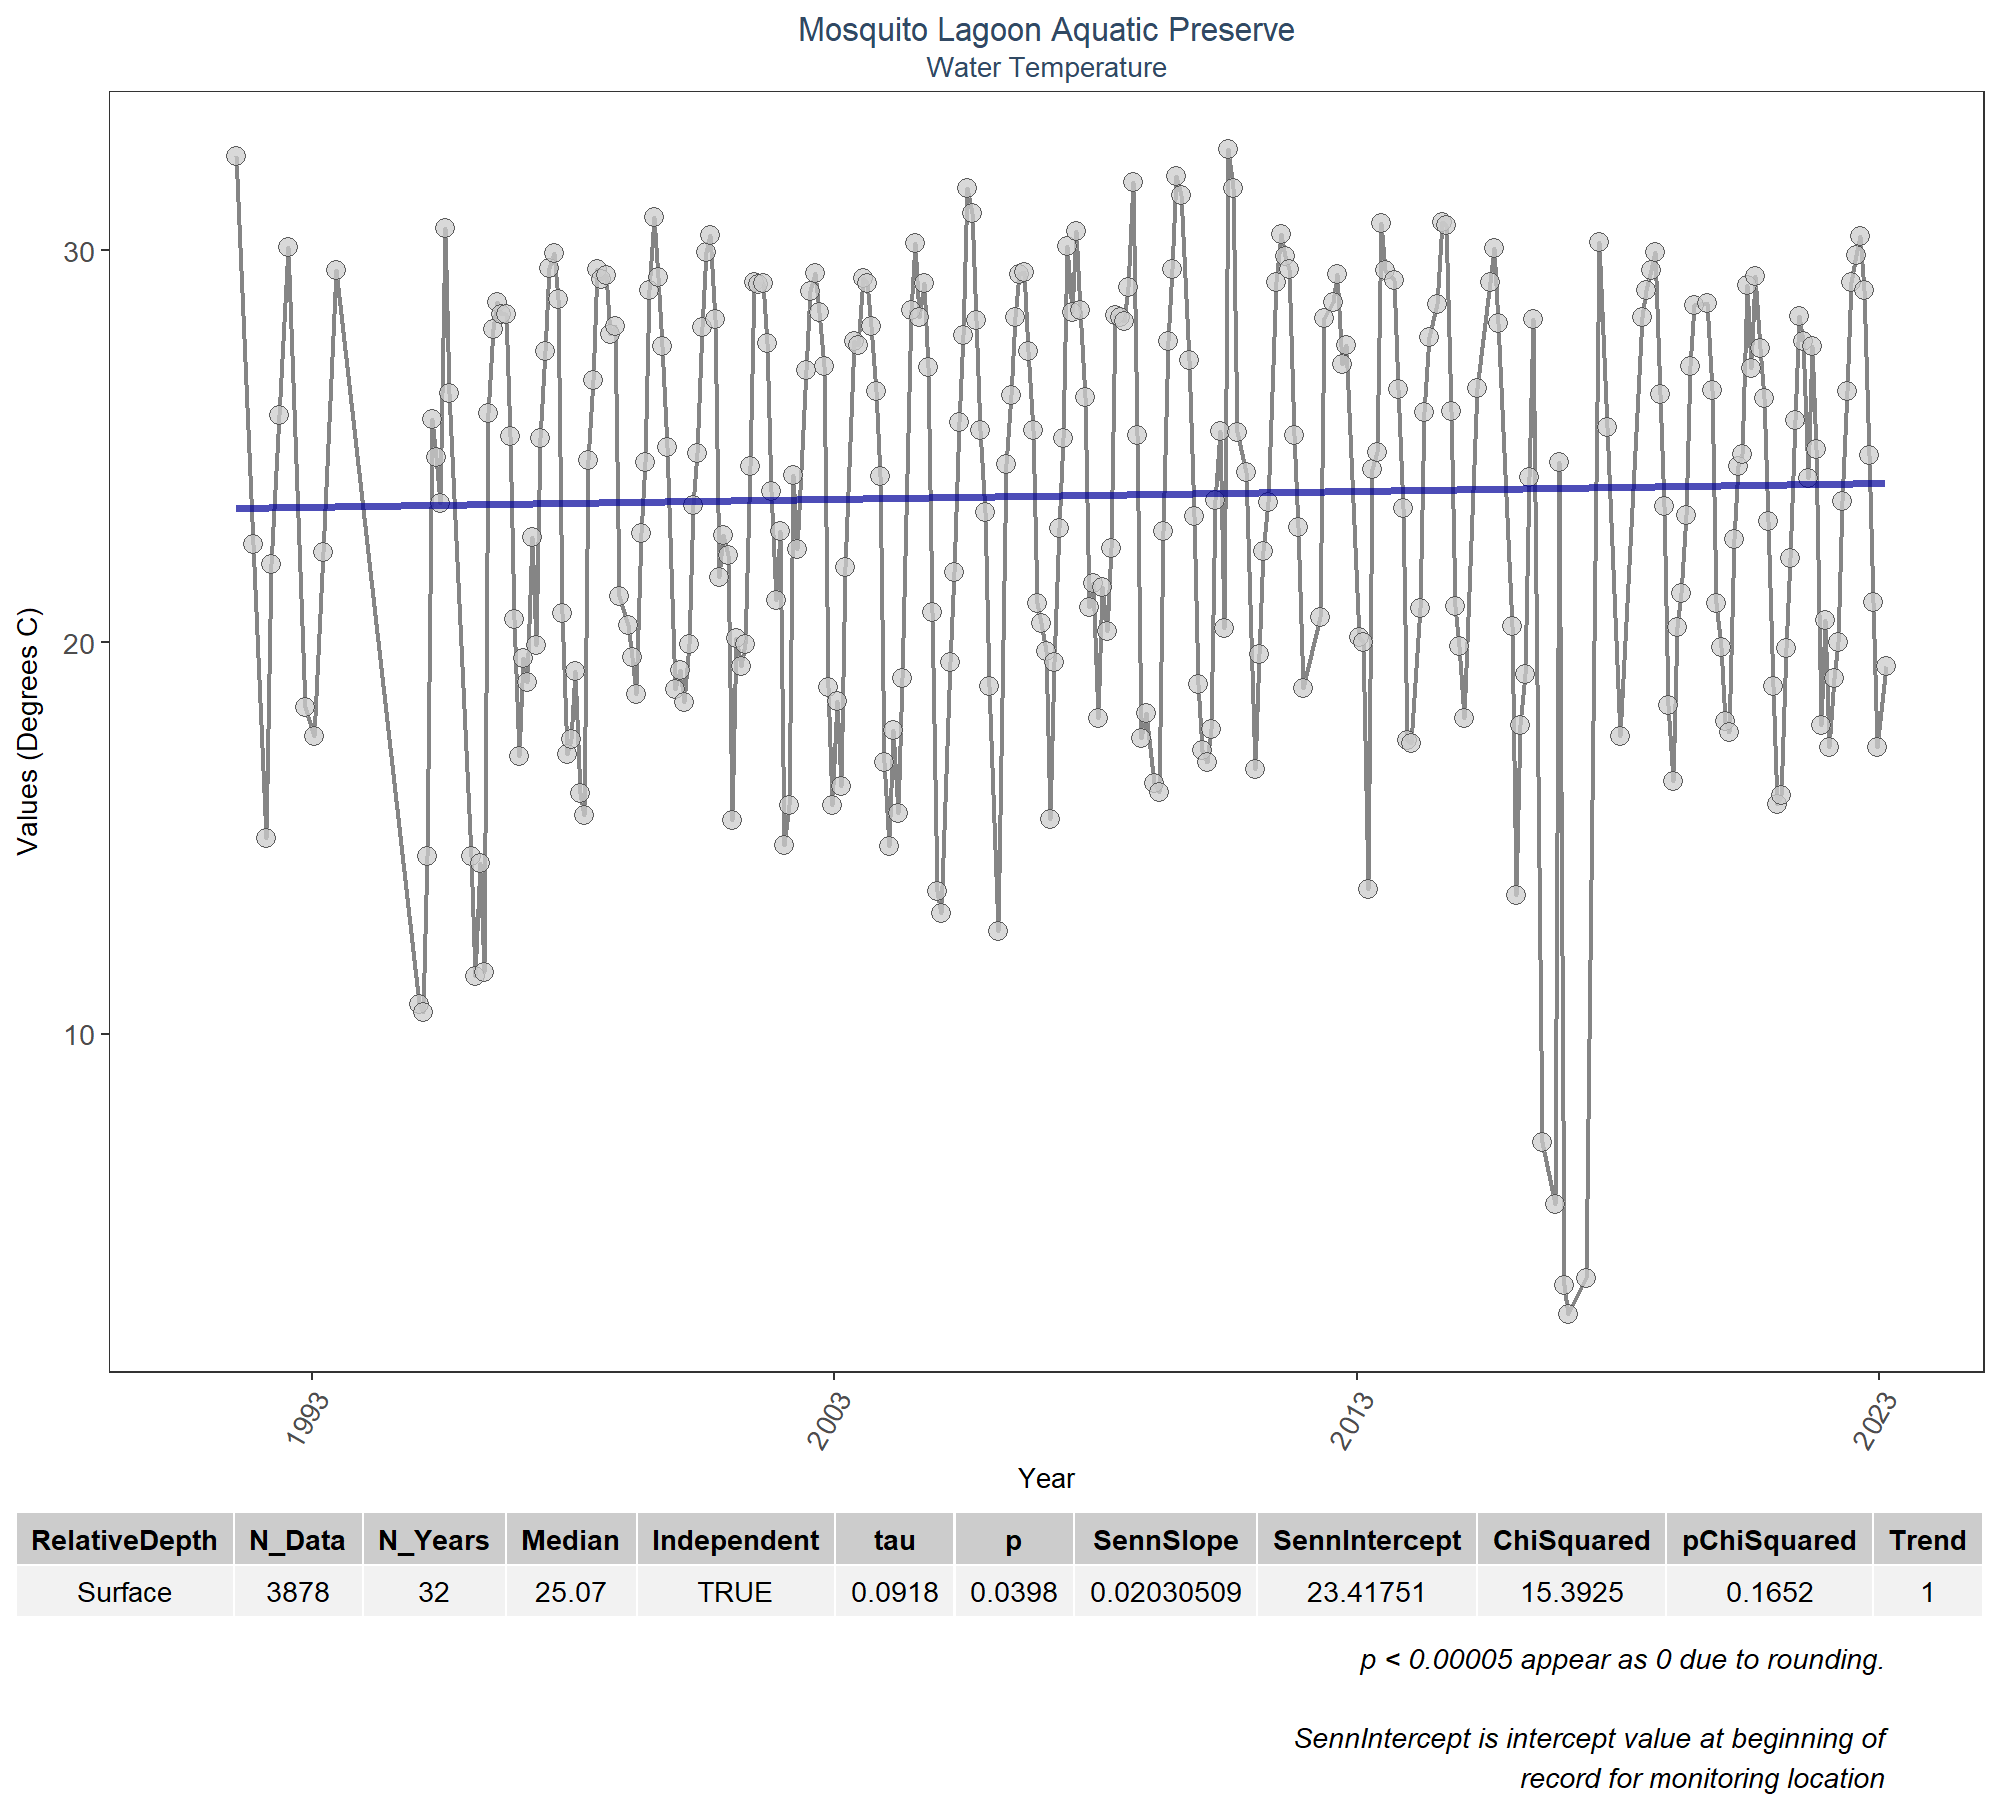 Mosquito Lagoon Aquatic Preserve
Water Temperature
Values (Degrees C)
30
20
10
1993
2003
2013
2023
Year
RelativeDepth N_Data N_Years Median Independent tau p SennSlope SennIntercept ChiSquared pChiSquared Trend
Surface 3878 32 25.07 TRUE 0.0918 0.0398 0.02030509 23.41751 15.3925 0.1652 1
p < 0.00005 appear as 0 due to rounding.
SennIntercept is intercept value at beginning of
record for monitoring location